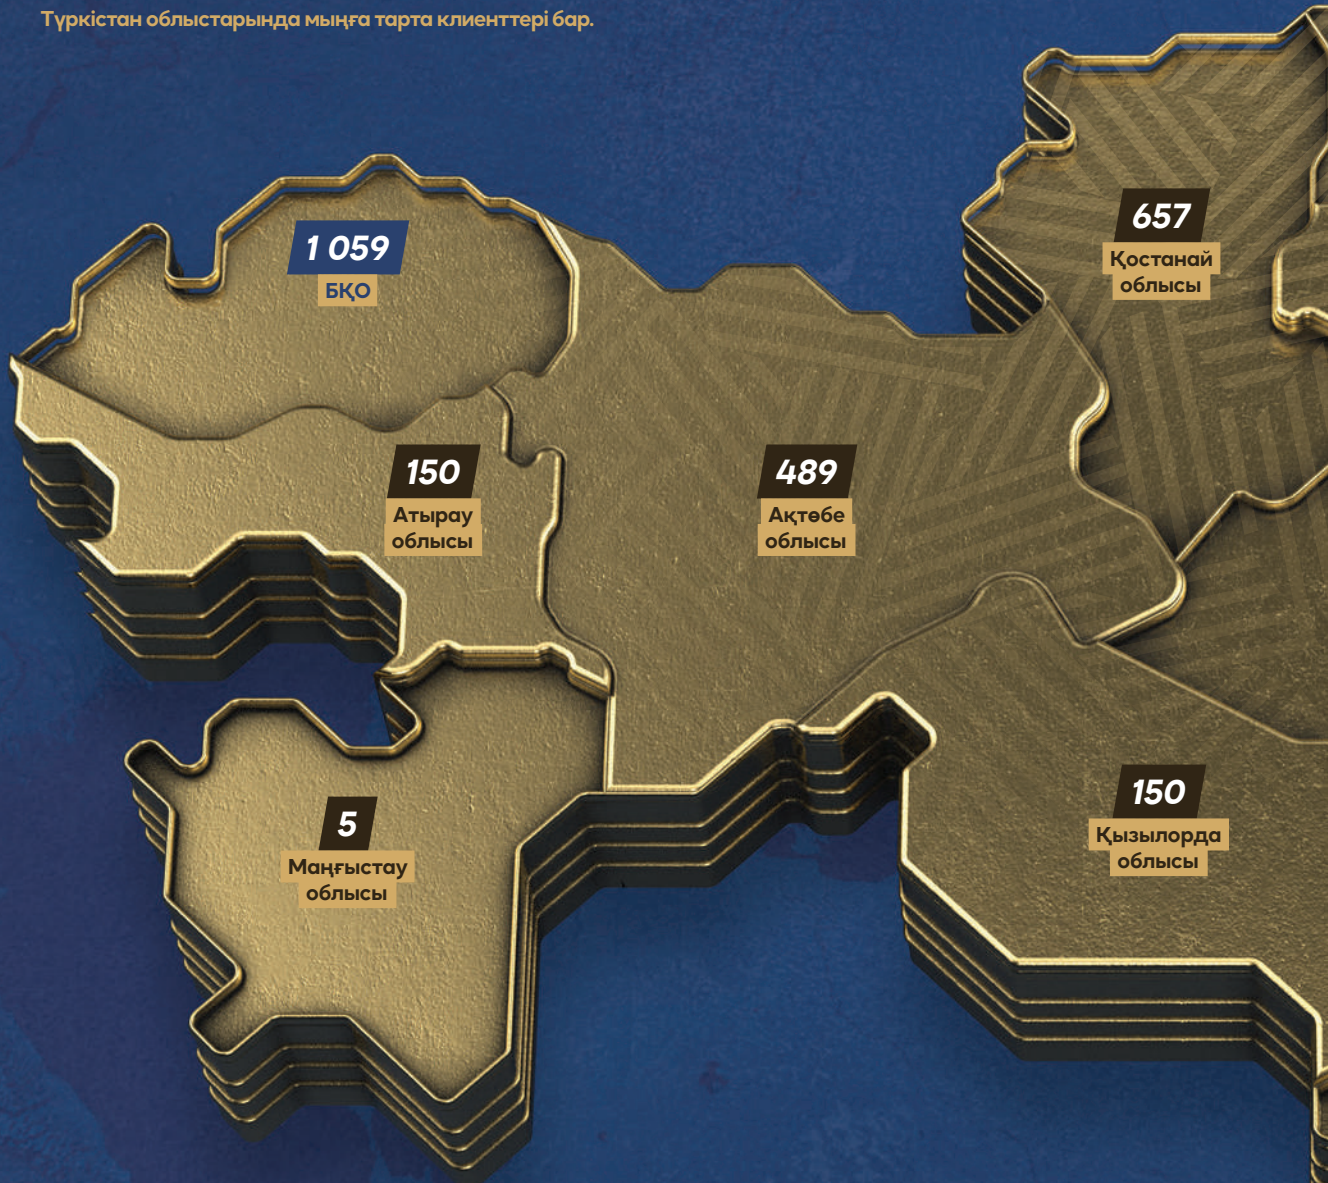 Түркістан облыстарында мыңға тарта клиенттері бар.
657
Қостанай
облысы
1 059
БҚО
150
Атырау
облысы
489
Ақтөбе
облысы
5
Маңғыстау
облысы
150
Қызылорда
облысы